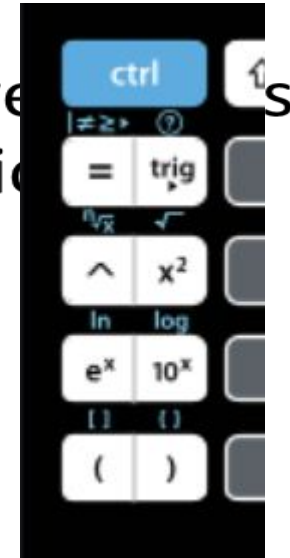 ctrl
|≠≥▸ ?
= trig
ⁿ√x √
^ x²
ln log
eˣ 10ˣ
[ ] { }
( )